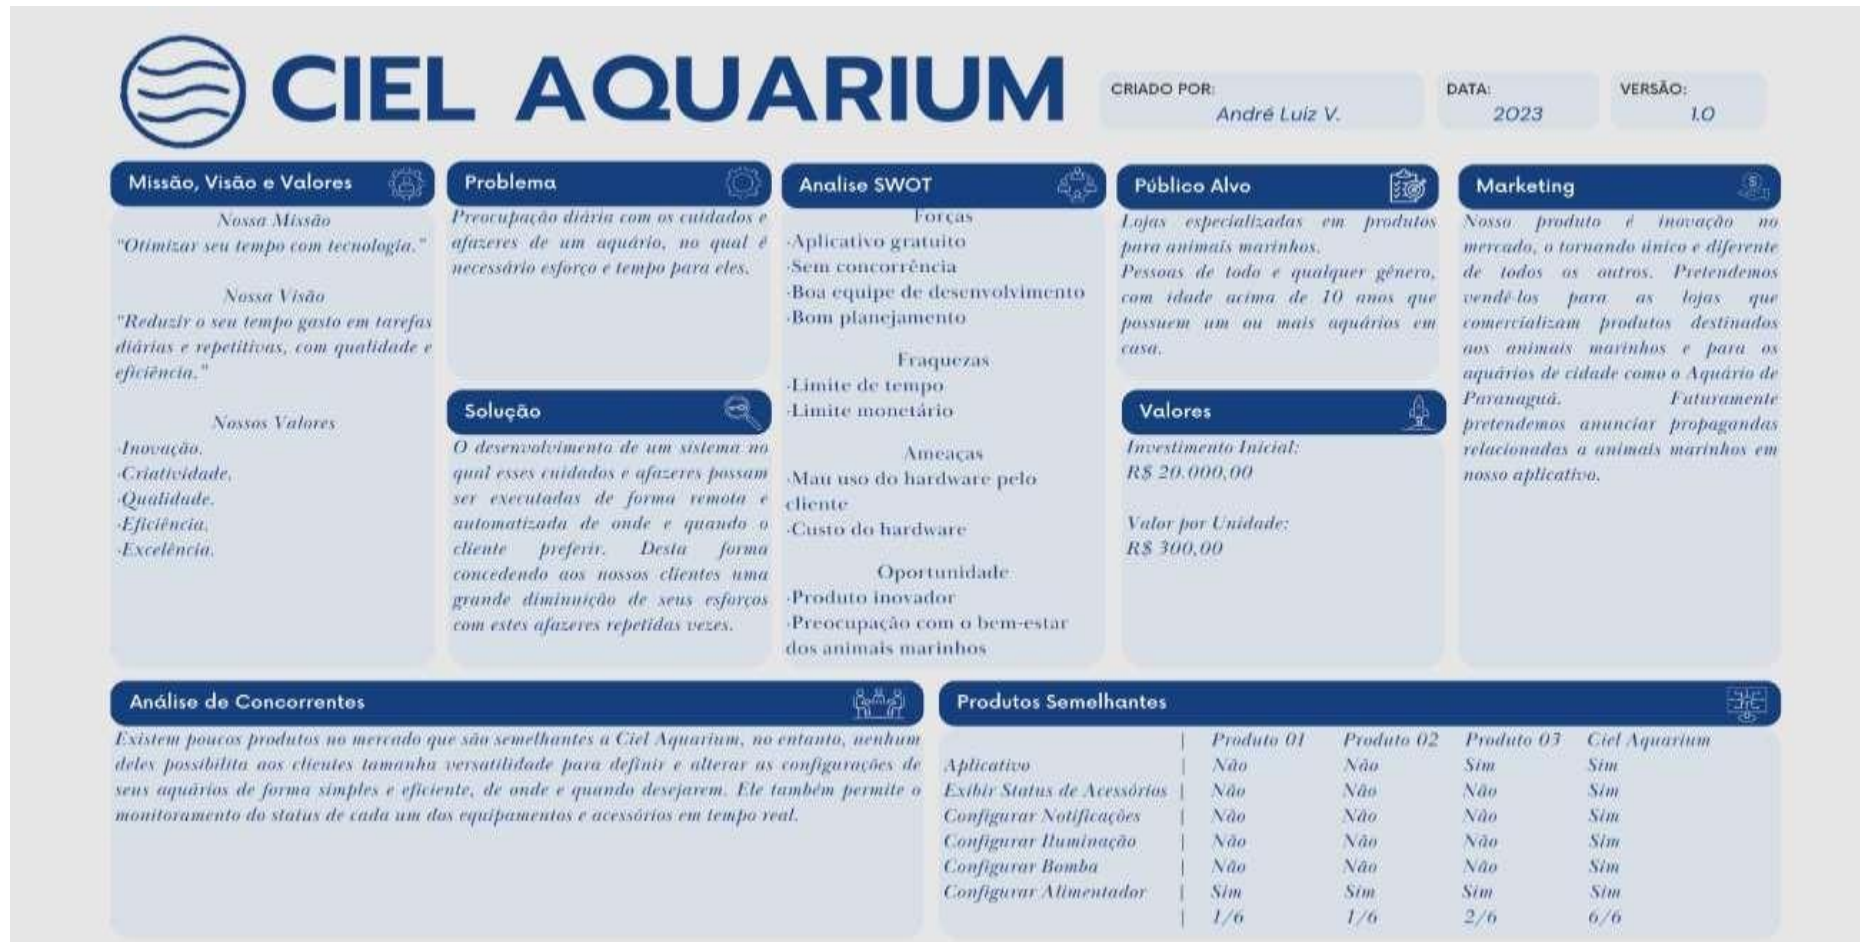 CIEL AQUARIUM
CRIADO POR:
André Luiz V.
DATA:
2023
VERSÃO:
1.0
Missão, Visão e Valores
Nossa Missão
"Otimizar seu tempo com tecnologia."
Nossa Visão
"Reduzir o seu tempo gasto em tarefas
diárias e repetitivas, com qualidade e
eficiência."
Nossos Valores
·Inovação.
·Criatividade.
·Qualidade.
·Eficiência.
·Excelência.
Problema
Preocupação diária com os cuidados e
afazeres de um aquário, no qual é
necessário esforço e tempo para eles.
Solução
O desenvolvimento de um sistema no
qual esses cuidados e afazeres possam
ser executadas de forma remota e
automatizada de onde e quando o
cliente preferir. Desta forma
concedendo aos nossos clientes uma
grande diminuição de seus esforços
com estes afazeres repetidas vezes.
Analise SWOT
Forças
·Aplicativo gratuito
·Sem concorrência
·Boa equipe de desenvolvimento
·Bom planejamento
Fraquezas
·Limite de tempo
·Limite monetário
Ameaças
·Mau uso do hardware pelo
cliente
·Custo do hardware
Oportunidade
·Produto inovador
·Preocupação com o bem-estar
dos animais marinhos
Público Alvo
Lojas especializadas em produtos
para animais marinhos.
Pessoas de todo e qualquer gênero,
com idade acima de 10 anos que
possuem um ou mais aquários em
casa.
Valores
Investimento Inicial:
R$ 20.000,00
Valor por Unidade:
R$ 300,00
Marketing
Nosso produto é inovação no
mercado, o tornando único e diferente
de todos os outros. Pretendemos
vendê-los para as lojas que
comercializam produtos destinados
aos animais marinhos e para os
aquários de cidade como o Aquário de
Paranaguá. Futuramente
pretendemos anunciar propagandas
relacionadas a animais marinhos em
nosso aplicativo.
Análise de Concorrentes
Existem poucos produtos no mercado que são semelhantes a Ciel Aquarium, no entanto, nenhum
deles possibilita aos clientes tamanha versatilidade para definir e alterar as configurações de
seus aquários de forma simples e eficiente, de onde e quando desejarem. Ele também permite o
monitoramento do status de cada um dos equipamentos e acessórios em tempo real.
Produtos Semelhantes
| Produto 01 Produto 02 Produto 03 Ciel Aquarium
Aplicativo | Não Não Sim Sim
Exibir Status de Acessórios | Não Não Não Sim
Configurar Notificações | Não Não Não Sim
Configurar Iluminação | Não Não Não Sim
Configurar Bomba | Não Não Não Sim
Configurar Alimentador | Sim Sim Sim Sim
| 1/6 1/6 2/6 6/6